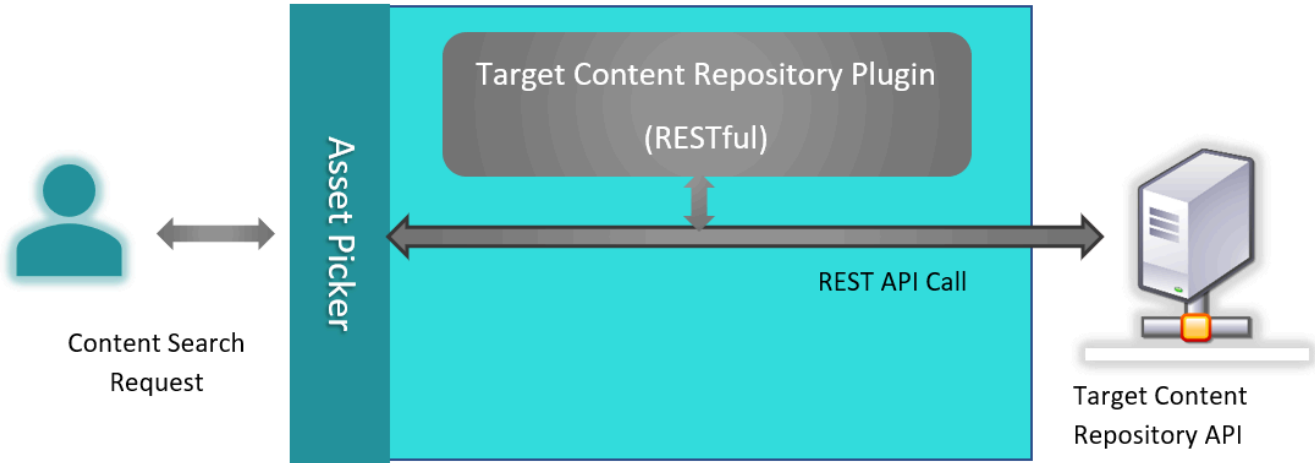 Target Content Repository Plugin
(RESTful)
Asset Picker
REST API Call
Content Search
Request
Target Content
Repository API